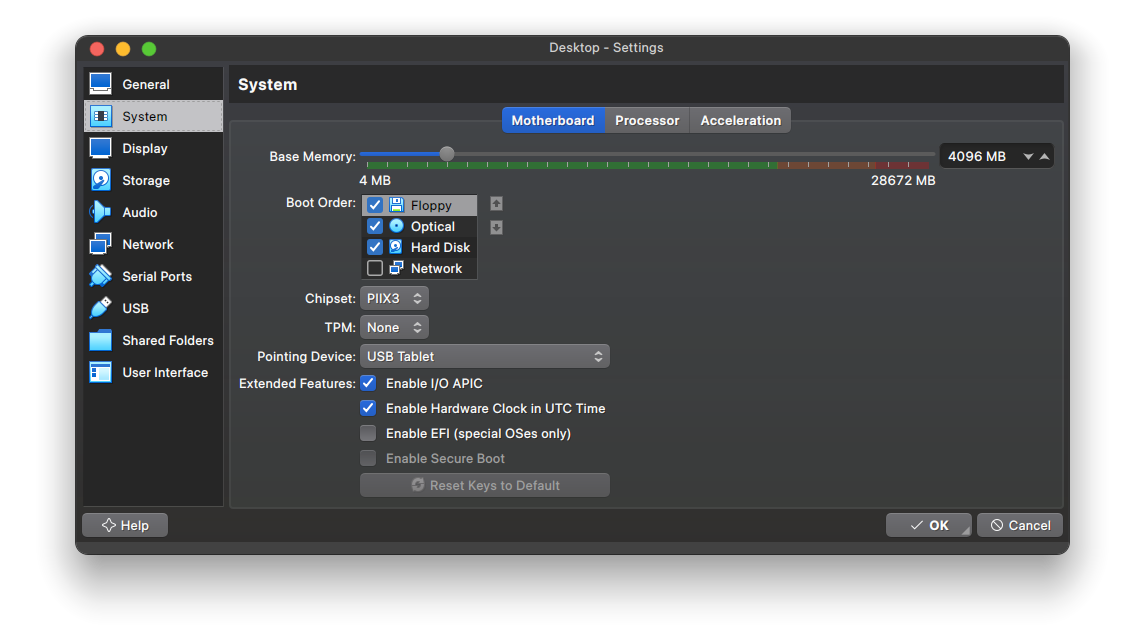 Desktop - Settings
General
System
Display
Storage
Audio
Network
Serial Ports
USB
Shared Folders
User Interface
System
Motherboard Processor Acceleration
Base Memory: 4096 MB
4 MB 28672 MB
Boot Order: Floppy
Optical
Hard Disk
Network
Chipset: PIIX3
TPM: None
Pointing Device: USB Tablet
Extended Features: Enable I/O APIC
Enable Hardware Clock in UTC Time
Enable EFI (special OSes only)
Enable Secure Boot
Reset Keys to Default
Help OK Cancel